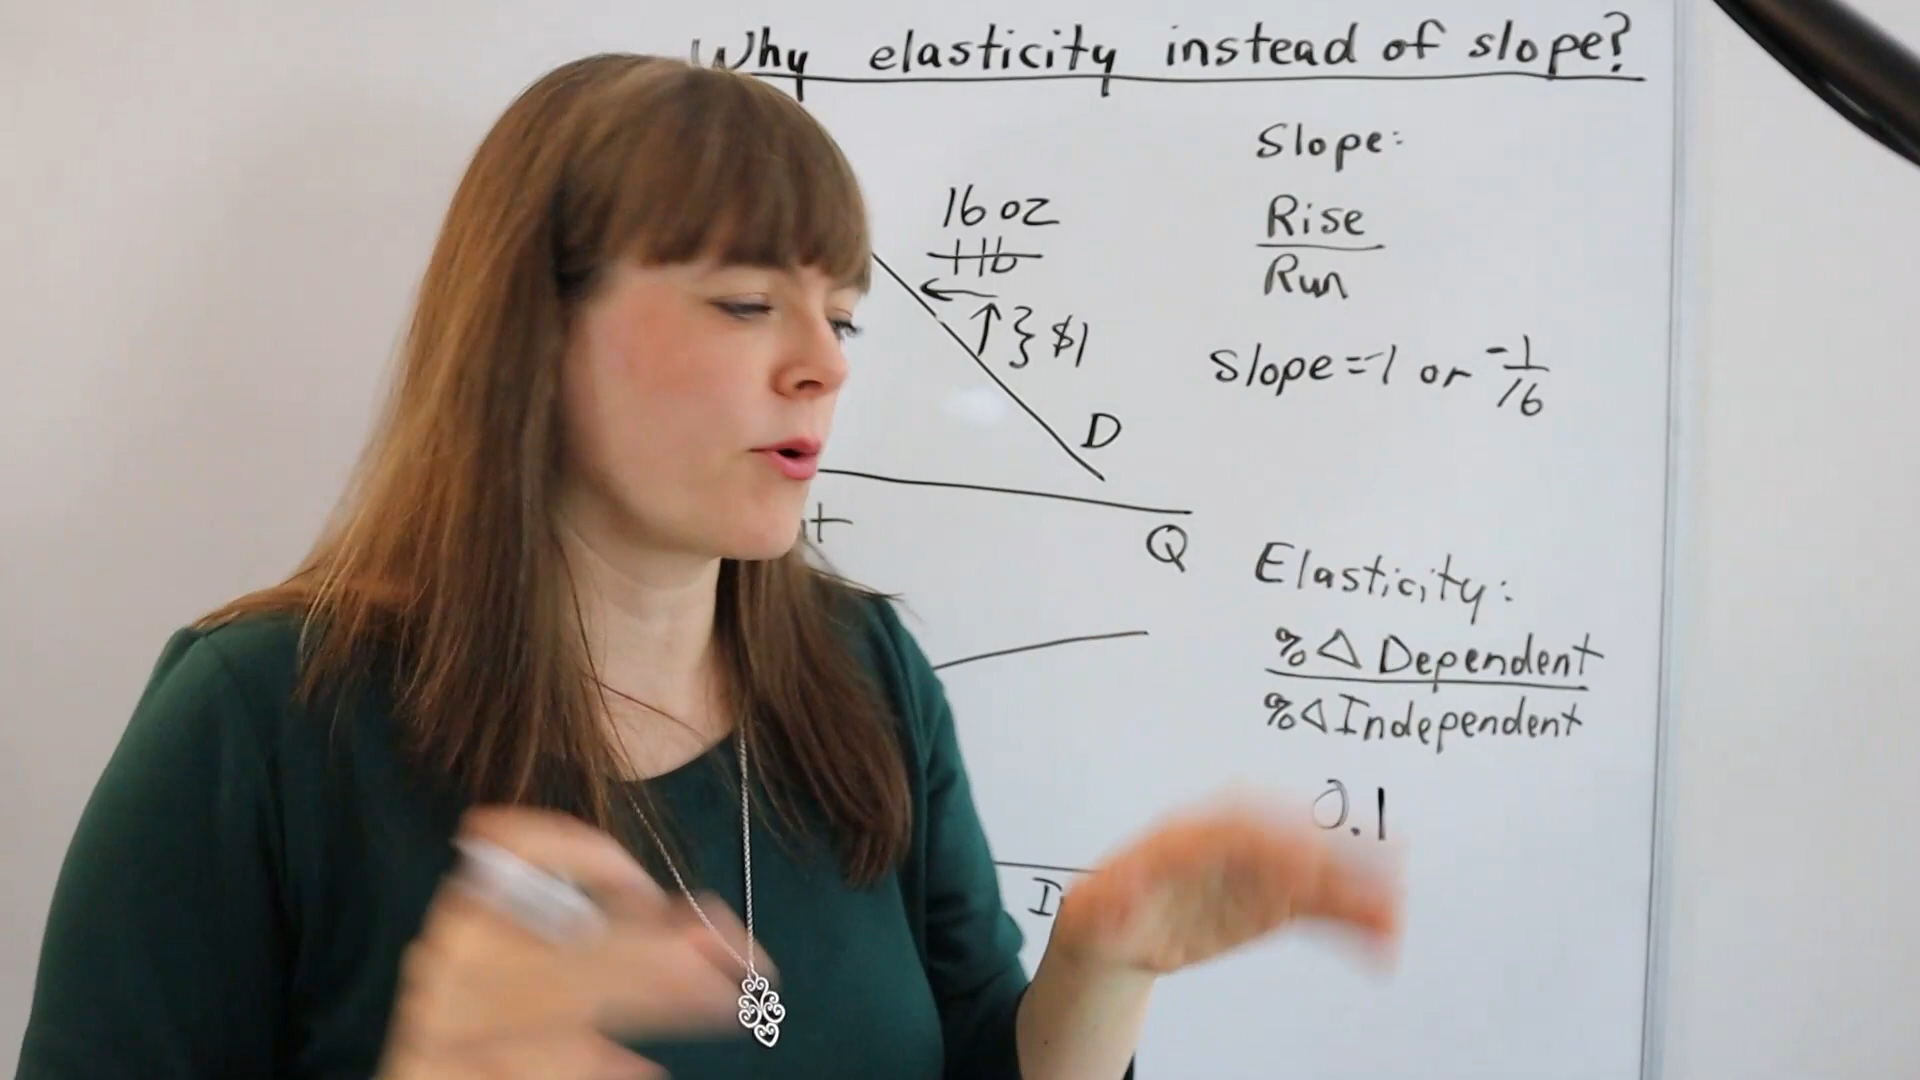 Why elasticity instead of slope?
Slope:
16 oz
Rise
1 lb
Run
} $1
Slope = -1 or -1/16
D
Q
Elasticity:
% Δ Dependent
% Δ Independent
0.1